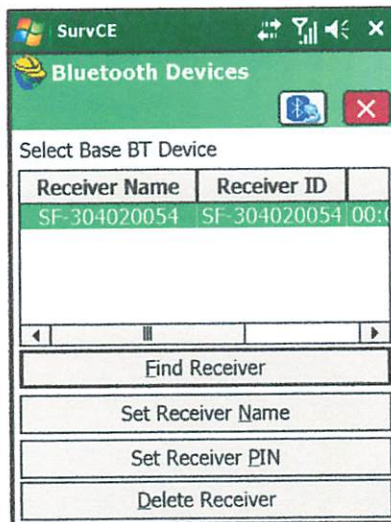 SurvCE
Bluetooth Devices
Select Base BT Device
Receiver Name Receiver ID
SF-304020054 SF-304020054 00:
Find Receiver
Set Receiver Name
Set Receiver PIN
Delete Receiver